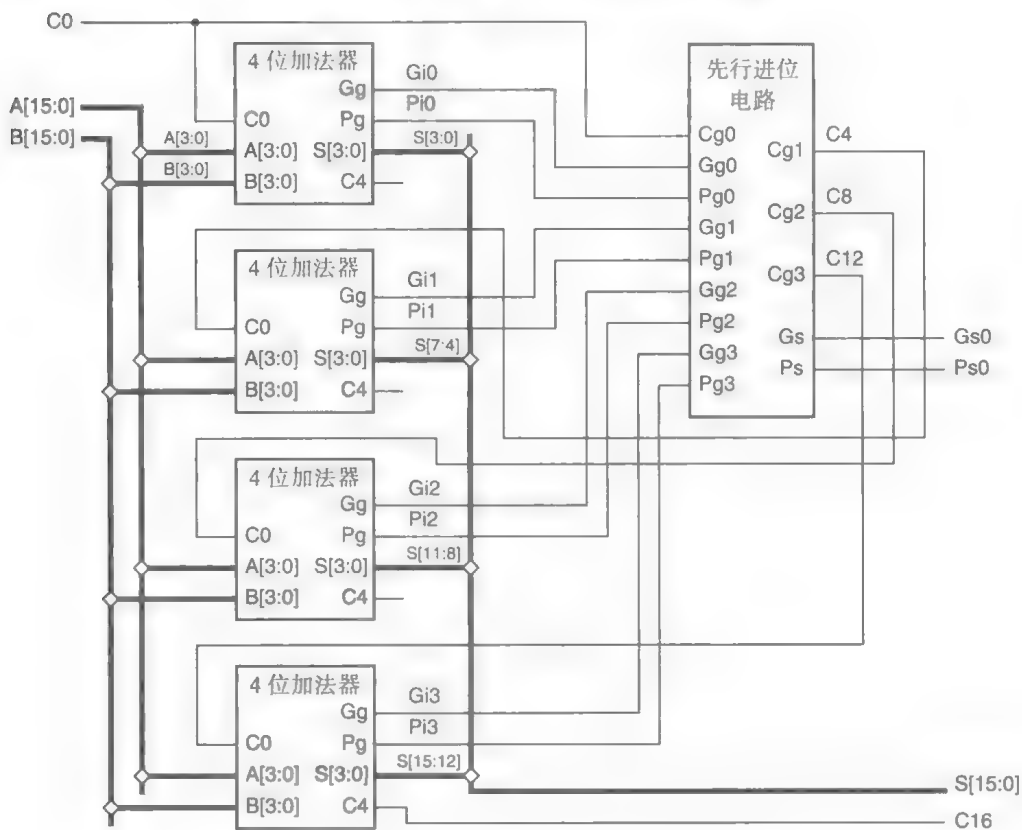 C0
A[15:0]
B[15:0]
4 位加法器
Gg
C0
Pg
A[3:0]
S[3:0]
B[3:0]
C4
A[3:0]
B[3:0]
Gi0
Pi0
S[3:0]
4 位加法器
Gg
C0
Pg
A[3:0]
S[3:0]
B[3:0]
C4
Gi1
Pi1
S[7:4]
4 位加法器
Gg
C0
Pg
A[3:0]
S[3:0]
B[3:0]
C4
Gi2
Pi2
S[11:8]
4 位加法器
Gg
C0
Pg
A[3:0]
S[3:0]
B[3:0]
C4
Gi3
Pi3
S[15:12]
先行进位
电路
Cg0
Gg0
Pg0
Gg1
Pg1
Gg2
Pg2
Gg3
Pg3
Cg1
Cg2
Cg3
Gs
Ps
C4
C8
C12
Gs0
Ps0
S[15:0]
C16